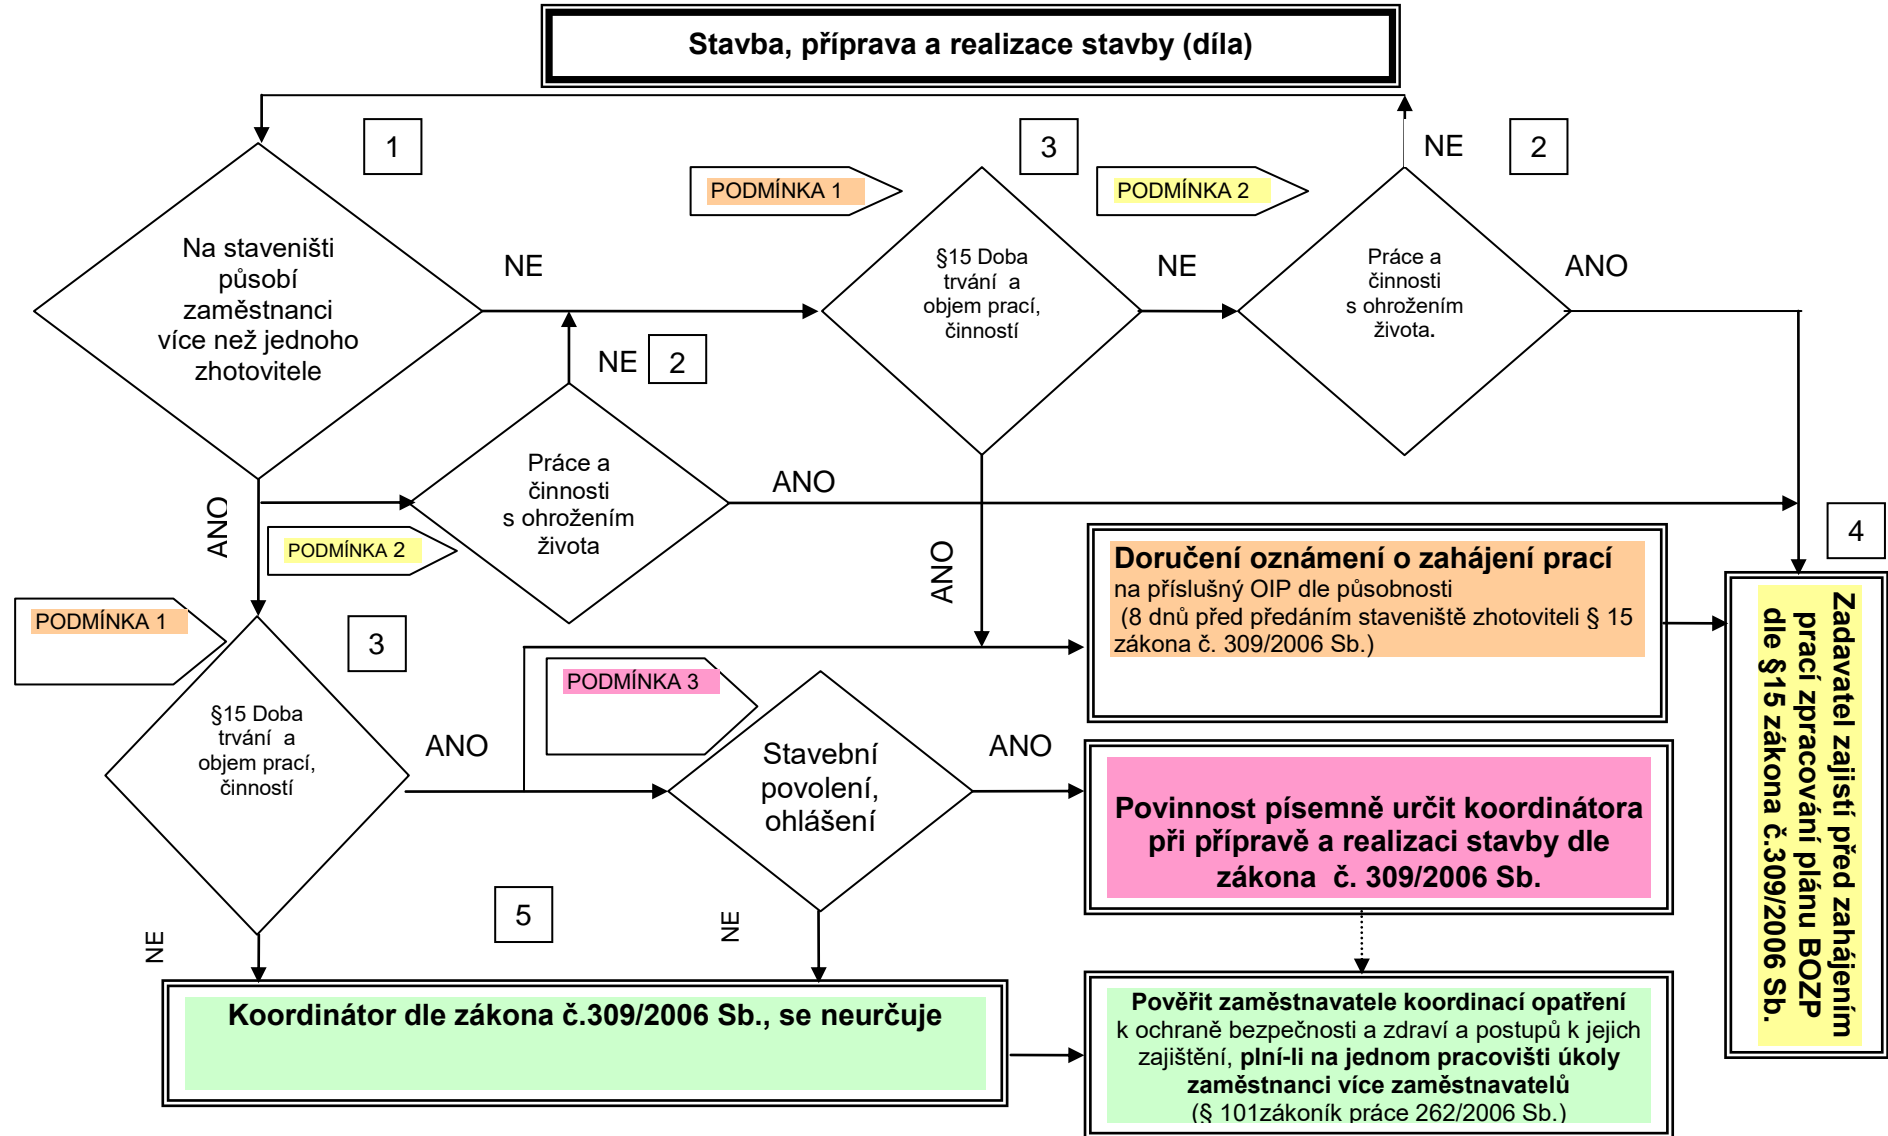 Stavba, příprava a realizace stavby (díla)
1
3
NE
2
PODMÍNKA 1
PODMÍNKA 2
Na staveništi
působí
zaměstnanci
více než jednoho
zhotovitele
NE
§15 Doba
trvání a
objem prací,
činností
NE
Práce a
činnosti
s ohrožením
života.
ANO
NE
2
Práce a
činnosti
s ohrožením
života
ANO
ANO
PODMÍNKA 2
ANO
4
Doručení oznámení o zahájení prací
na příslušný OIP dle působnosti
(8 dnů před předáním staveniště zhotoviteli § 15
zákona č. 309/2006 Sb.)
Zadavatel zajistí před zahájením
prací zpracování plánu BOZP
dle §15 zákona č.309/2006 Sb.
PODMÍNKA 1
3
PODMÍNKA 3
§15 Doba
trvání a
objem prací,
činností
ANO
Stavební
povolení,
ohlášení
ANO
Povinnost písemně určit koordinátora
při přípravě a realizaci stavby dle
zákona č. 309/2006 Sb.
5
NE
NE
Koordinátor dle zákona č.309/2006 Sb., se neurčuje
Pověřit zaměstnavatele koordinací opatření
k ochraně bezpečnosti a zdraví a postupů k jejich
zajištění, plní-li na jednom pracovišti úkoly
zaměstnanci více zaměstnavatelů
(§ 101zákoník práce 262/2006 Sb.)